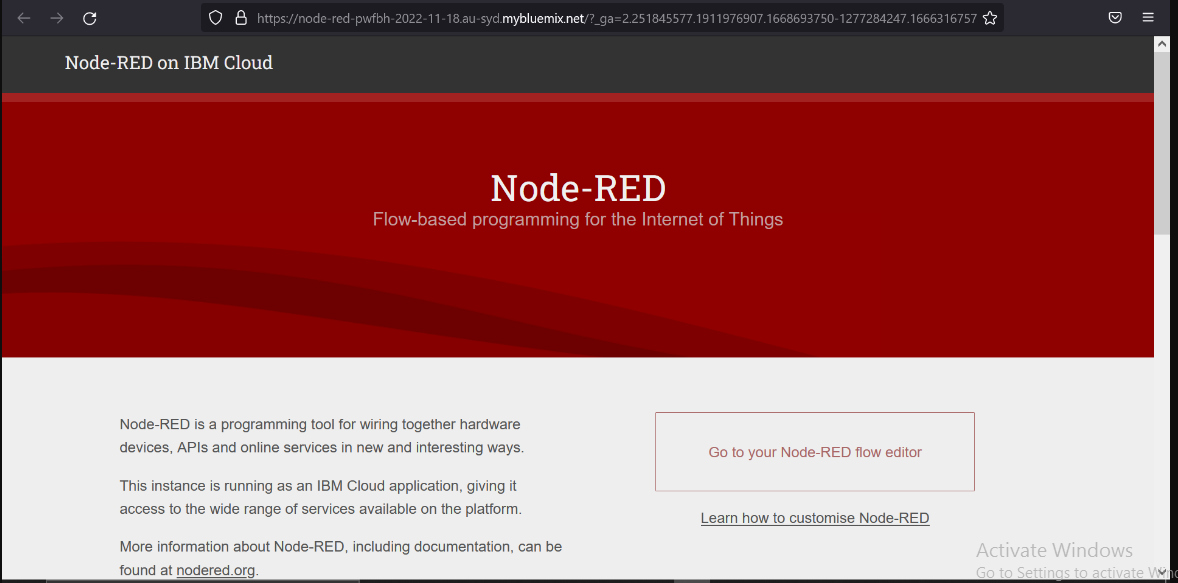 https://node-red-pwfbh-2022-11-18.au-syd.mybluemix.net/?_ga=2.251845577.1911976907.1668693750-1277284247.1666316757
Node-RED on IBM Cloud
Node-RED
Flow-based programming for the Internet of Things
Node-RED is a programming tool for wiring together hardware
devices, APIs and online services in new and interesting ways.
This instance is running as an IBM Cloud application, giving it
access to the wide range of services available on the platform.
More information about Node-RED, including documentation, can be
found at nodered.org.
Go to your Node-RED flow editor
Learn how to customise Node-RED
Activate Windows
Go to Settings to activate Win